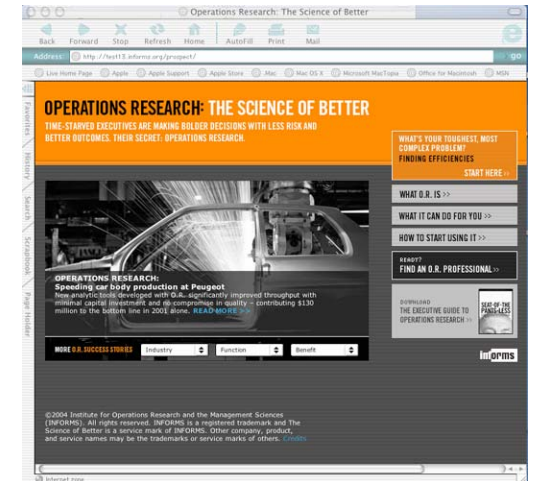 Operations Research: The Science of Better
Back Forward Stop Refresh Home AutoFill Print Mail
Address: http://test13.informs.org/prospect/ go
Live Home Page Apple Apple Support Apple Store .Mac Mac OS X Microsoft MacTopia Office for Macintosh MSN
Favorites
History
Search
Scrapbook
Page Holder
OPERATIONS RESEARCH: THE SCIENCE OF BETTER
TIME-STARVED EXECUTIVES ARE MAKING BOLDER DECISIONS WITH LESS RISK AND
BETTER OUTCOMES. THEIR SECRET: OPERATIONS RESEARCH.
WHAT'S YOUR TOUGHEST, MOST
COMPLEX PROBLEM?
FINDING EFFICIENCIES
START HERE >>
WHAT O.R. IS >>
WHAT IT CAN DO FOR YOU >>
HOW TO START USING IT >>
READY?
FIND AN O.R. PROFESSIONAL >>
DOWNLOAD
THE EXECUTIVE GUIDE TO
OPERATIONS RESEARCH >>
SEAT-OF-THE
PANTS-LESS
informs
OPERATIONS RESEARCH:
Speeding car body production at Peugeot
New analytic tools developed with O.R. significantly improved throughput with
minimal capital investment and no compromise in quality – contributing $130
million to the bottom line in 2001 alone. READ MORE >>
MORE O.R. SUCCESS STORIES Industry Function Benefit
©2004 Institute for Operations Research and the Management Sciences
(INFORMS). All rights reserved. INFORMS is a registered trademark and The
Science of Better is a service mark of INFORMS. Other company, product,
and service names may be the trademarks or service marks of others. Credits
Internet zone